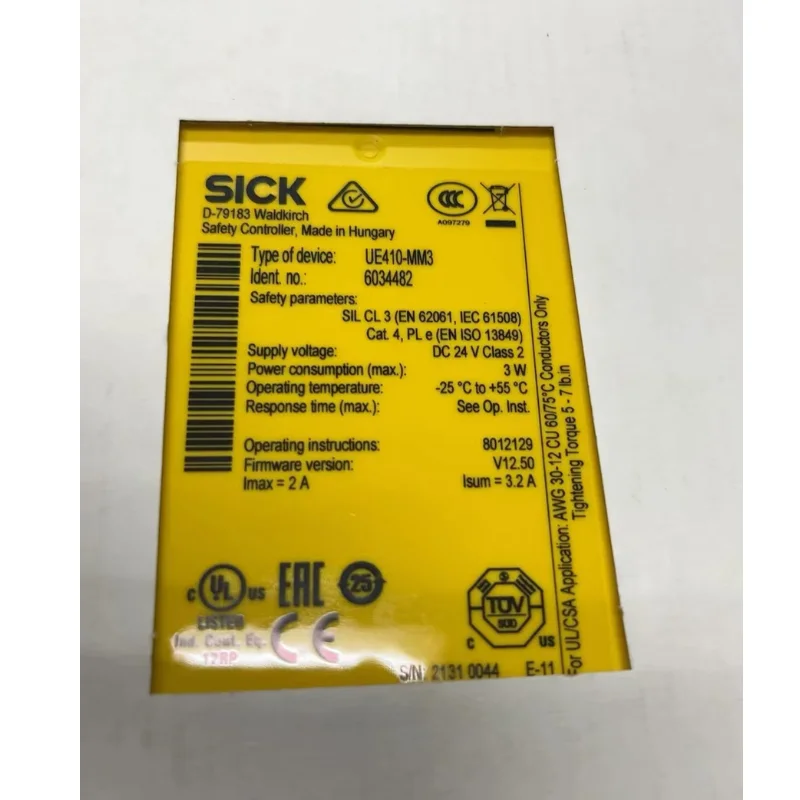 SICK
D-79183 Waldkirch
Safety Controller, Made in Hungary
A097279
Type of device: UE410-MM3
Ident. no.: 6034482
Safety parameters:
SIL CL 3 (EN 62061, IEC 61508)
Cat. 4, PL e (EN ISO 13849)
Supply voltage: DC 24 V Class 2
Power consumption (max.): 3 W
Operating temperature: -25 °C to +55 °C
Response time (max.): See Op. Inst.
Operating instructions: 8012129
Firmware version: V12.50
Imax = 2 A Isum = 3.2 A
c UL us EAC 25
LISTED
Ind. Cont. Eq.
17RP
CE
TÜV
SÜD
c US
S/N: 2131 0044 E-11
For UL/CSA Application: AWG 30-12 CU 60/75°C Conductors Only
Tightening Torque 5 - 7 lb.in